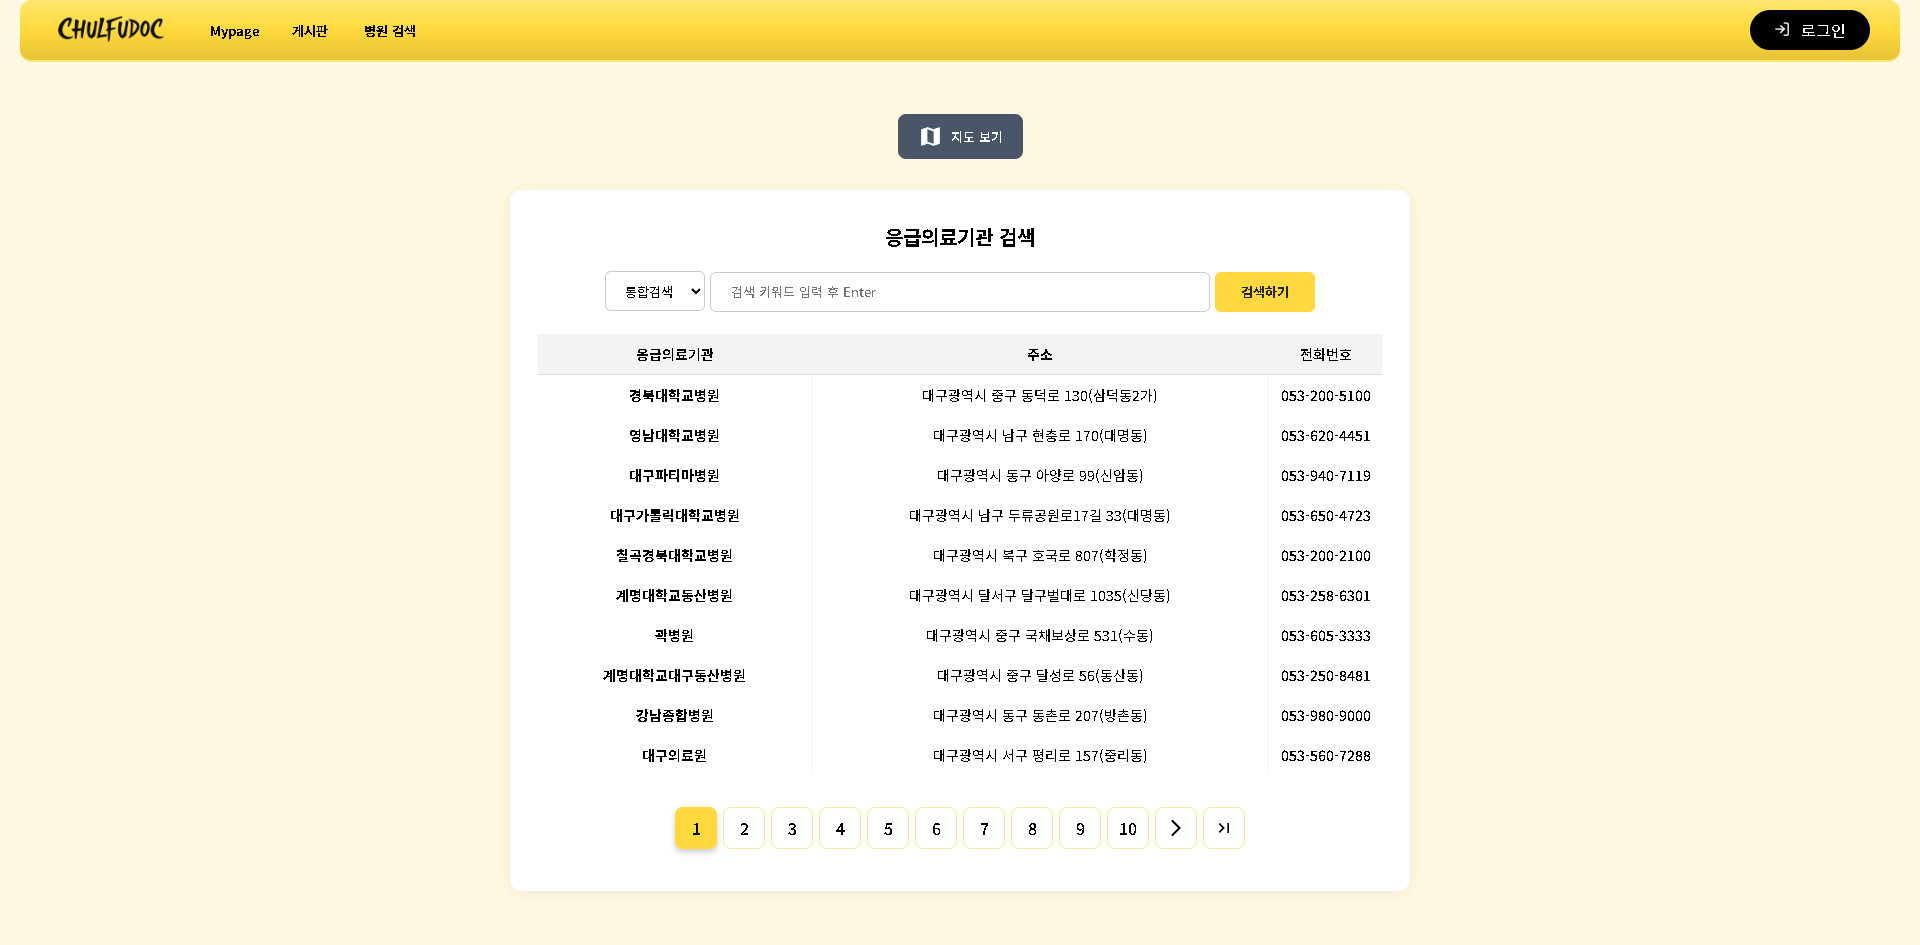 CHULFUDOC Mypage 게시판 병원 검색 로그인
지도 보기
응급의료기관 검색
통합검색 검색 키워드 입력 후 Enter 검색하기
응급의료기관 주소 전화번호
경북대학교병원 대구광역시 중구 동덕로 130(삼덕동2가) 053-200-5100
영남대학교병원 대구광역시 남구 현충로 170(대명동) 053-620-4451
대구파티마병원 대구광역시 동구 아양로 99(신암동) 053-940-7119
대구가톨릭대학교병원 대구광역시 남구 두류공원로17길 33(대명동) 053-650-4723
칠곡경북대학교병원 대구광역시 북구 호국로 807(학정동) 053-200-2100
계명대학교동산병원 대구광역시 달서구 달구벌대로 1035(신당동) 053-258-6301
곽병원 대구광역시 중구 국채보상로 531(수동) 053-605-3333
계명대학교대구동산병원 대구광역시 중구 달성로 56(동산동) 053-250-8481
강남종합병원 대구광역시 동구 동촌로 207(방촌동) 053-980-9000
대구의료원 대구광역시 서구 평리로 157(중리동) 053-560-7288
1 2 3 4 5 6 7 8 9 10